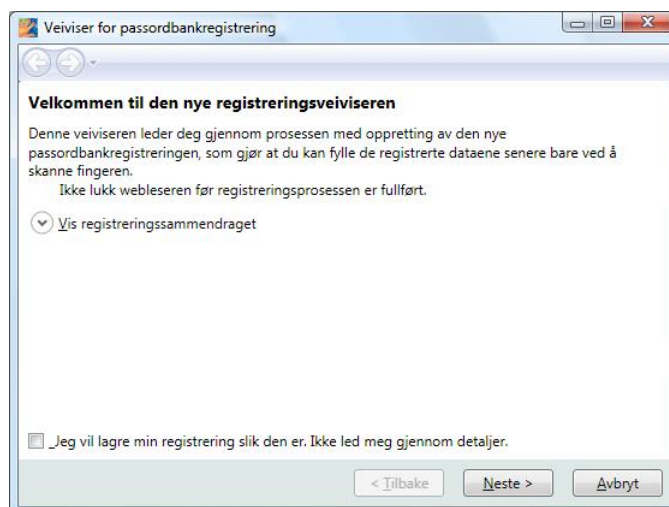 Veiviser for passordbankregistrering
Velkommen til den nye registreringsveiviseren
Denne veiviseren leder deg gjennom prosessen med oppretting av den nye
passordbankregistreringen, som gjør at du kan fylle de registrerte dataene senere bare ved å
skanne fingeren.
Ikke lukk webleseren før registreringsprosessen er fullført.
Vis registreringssammendraget
_Jeg vil lagre min registrering slik den er. Ikke led meg gjennom detaljer.
< Tilbake
Neste >
Avbryt